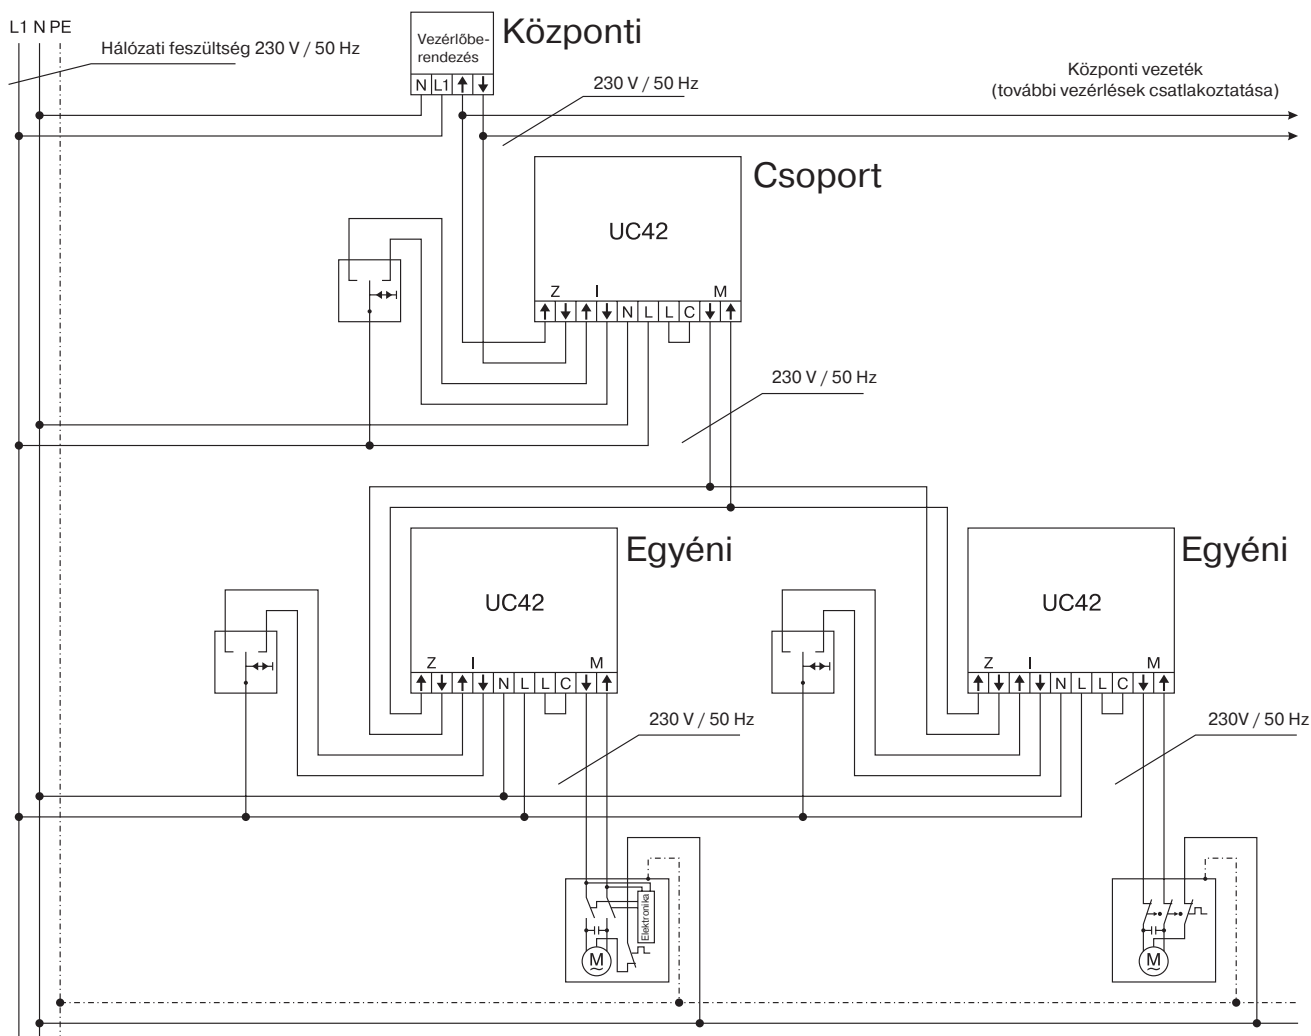 L1 N PE
Hálózati feszültség 230 V / 50 Hz
Vezérlőbe-
rendezés
N L1
Központi
230 V / 50 Hz
Központi vezeték
(további vezérlések csatlakoztatása)
Csoport
UC42
Z I M
N L L C
230 V / 50 Hz
Egyéni
UC42
Z I M
N L L C
230 V / 50 Hz
Egyéni
UC42
Z I M
N L L C
230V / 50 Hz
Elektronika
M
M